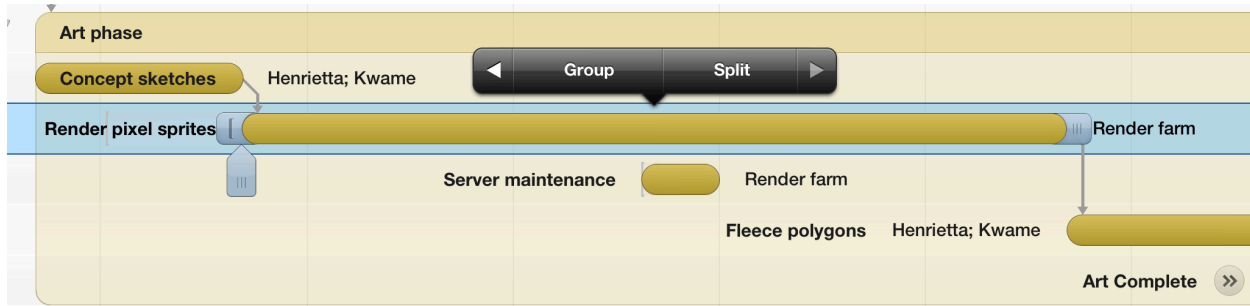 Art phase
Group Split
Concept sketches Henrietta; Kwame
Render pixel sprites Render farm
Server maintenance Render farm
Fleece polygons Henrietta; Kwame
Art Complete